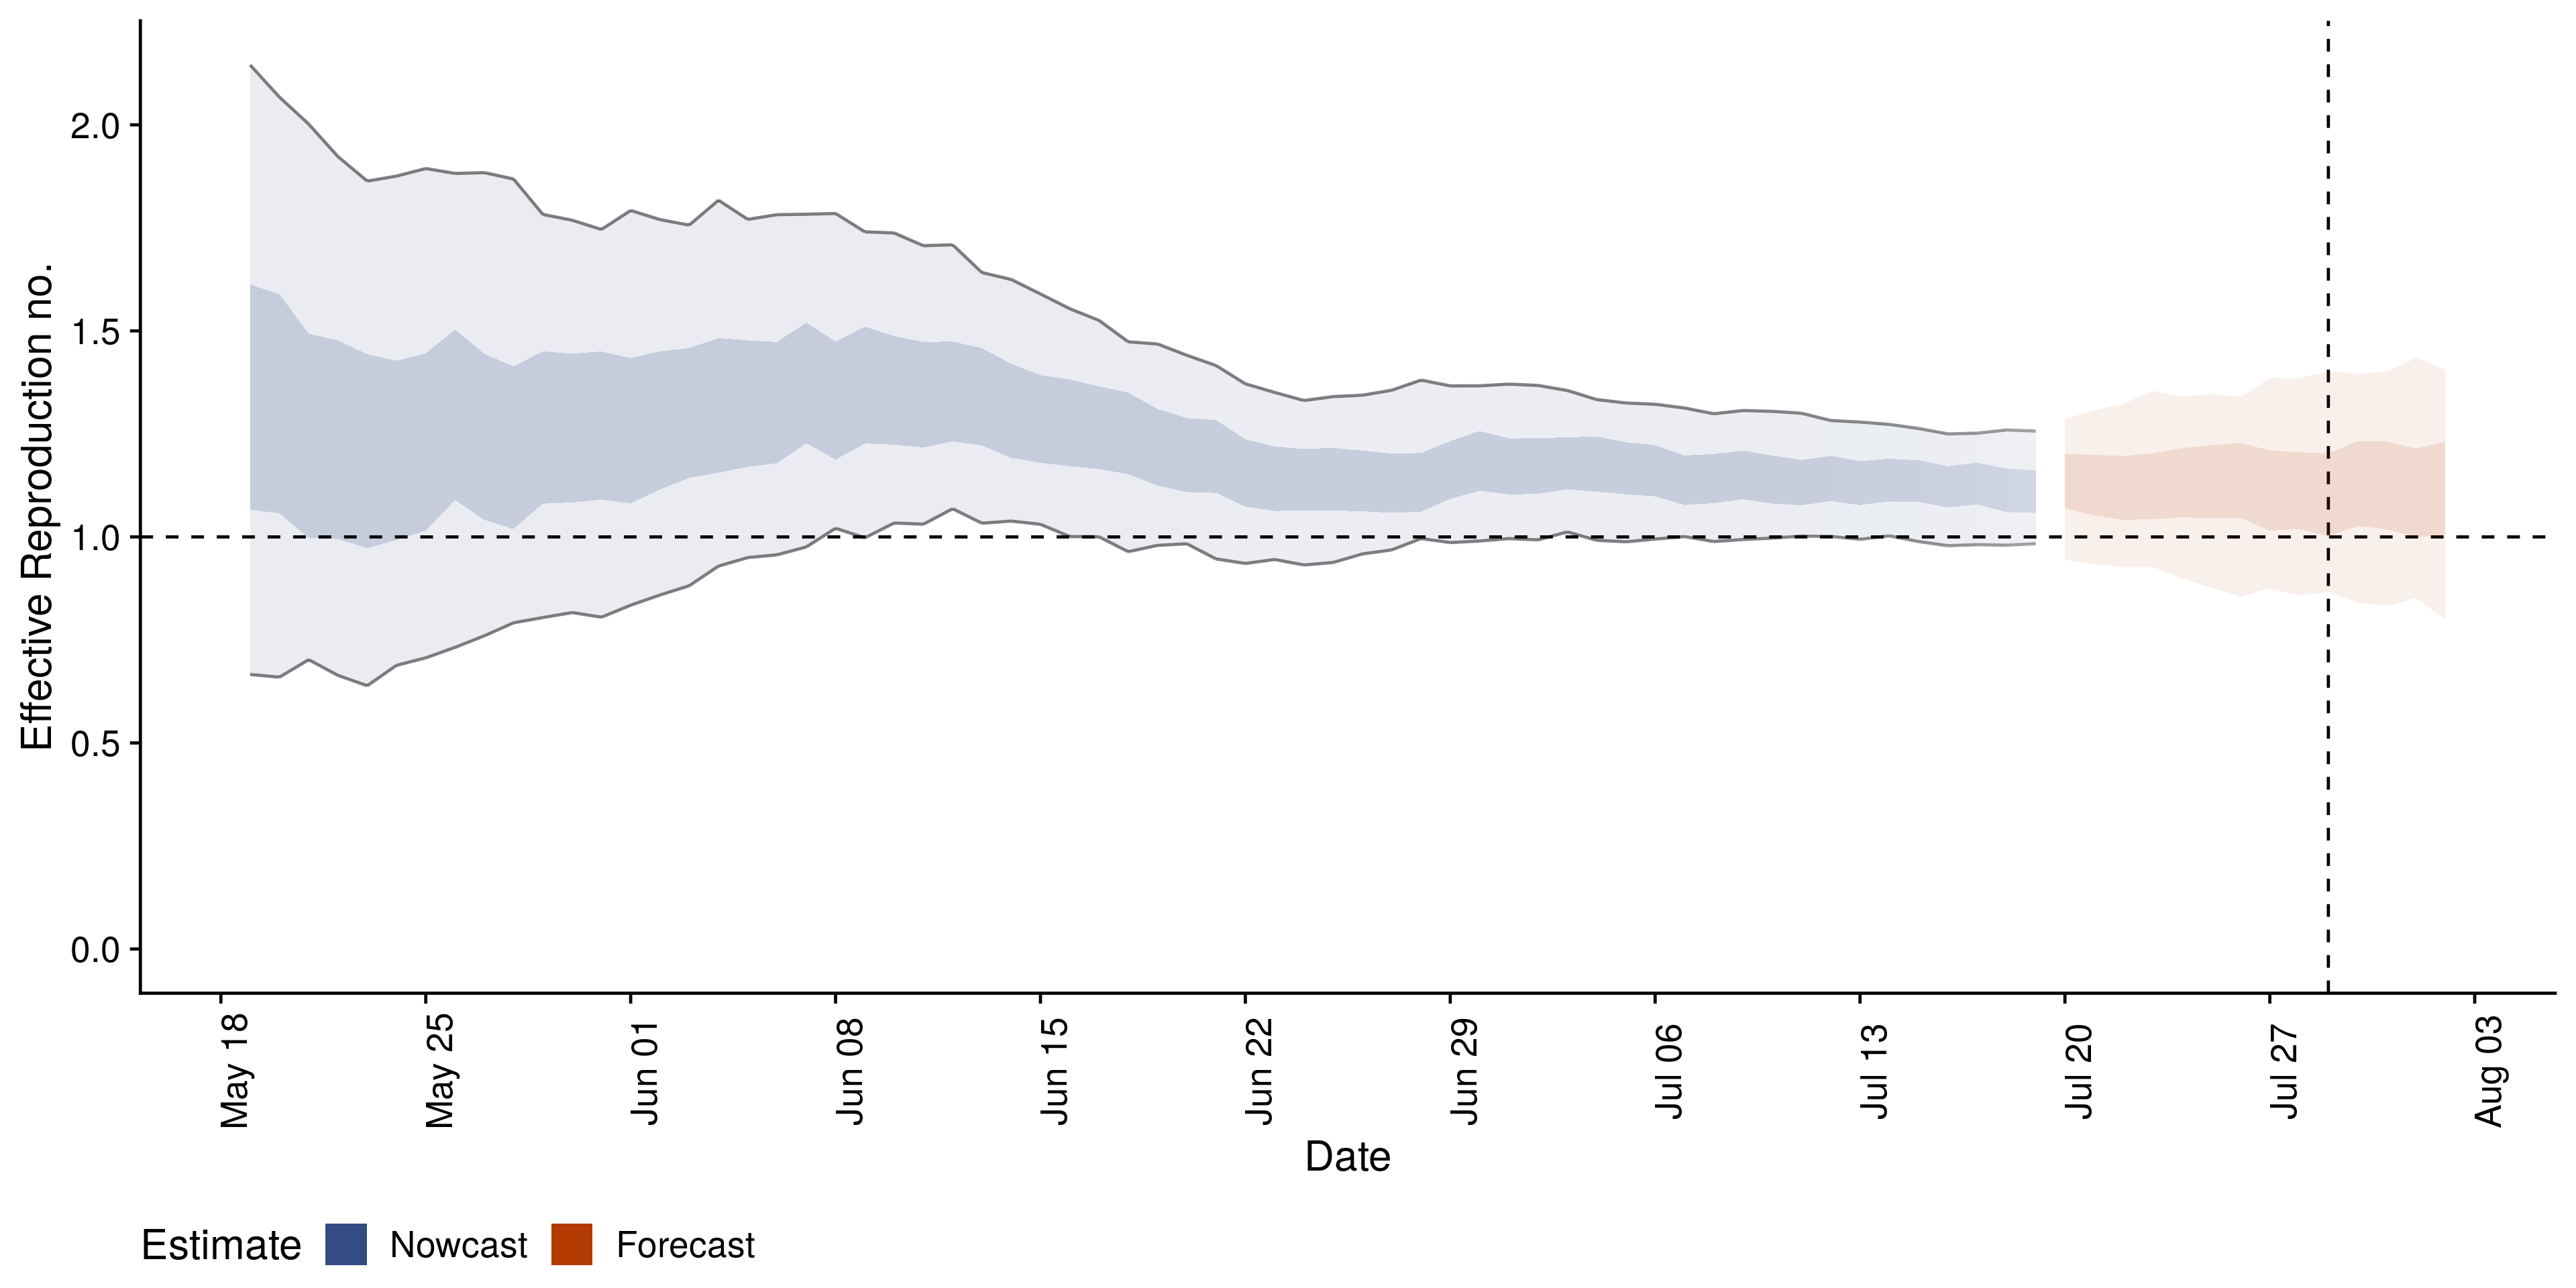 Effective Reproduction no.
2.0
1.5
1.0
0.5
0.0
May 18
May 25
Jun 01
Jun 08
Jun 15
Jun 22
Jun 29
Jul 06
Jul 13
Jul 20
Jul 27
Aug 03
Date
Estimate Nowcast Forecast